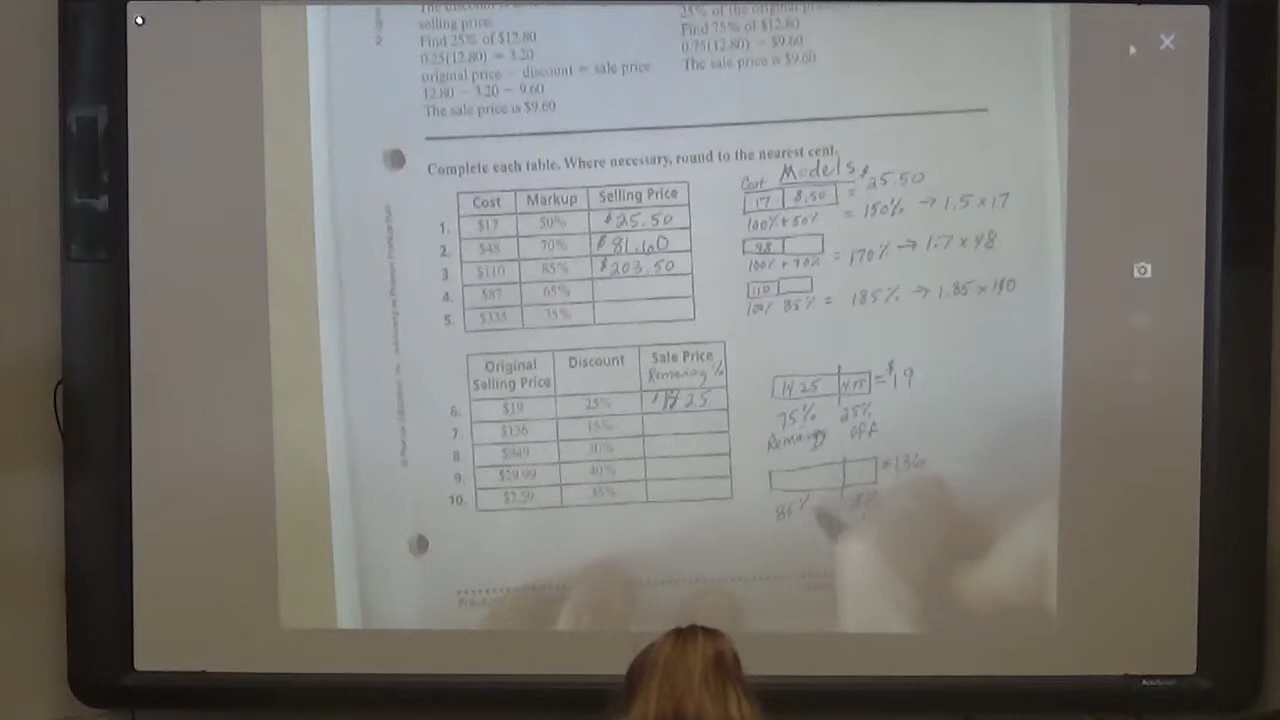 selling price.
25% of the original
Find 25% of $12.80
Find 75% of $12.80
0.25(12.80) = 3.20
0.75(12.80) = $9.60
original price − discount = sale price
The sale price is $9.60
12.80 − 3.20 = 9.60
The sale price is $9.60
Complete each table. Where necessary, round to the nearest cent.
Cost Markup Selling Price
1. $17 50% $25.50
2. $48 70% $81.60
3 $110 85% $203.50
4. $87 65%
5. 35%
Models
Cost
17 8.50 = $25.50
100% + 50% = 150% → 1.5 x 17
48
100% + 70% = 170% → 1.7 x 48
110
100% 85% = 185% → 1.85 x 110
Original Selling Price Discount Sale Price
Remaining %
6. $19 25%
7. $136 15%
8. $849 30%
9. $29.99 40%
10. $2.50 35%
14.25 4.75 = $19
75% 25%
Remaining off
= 136
85%